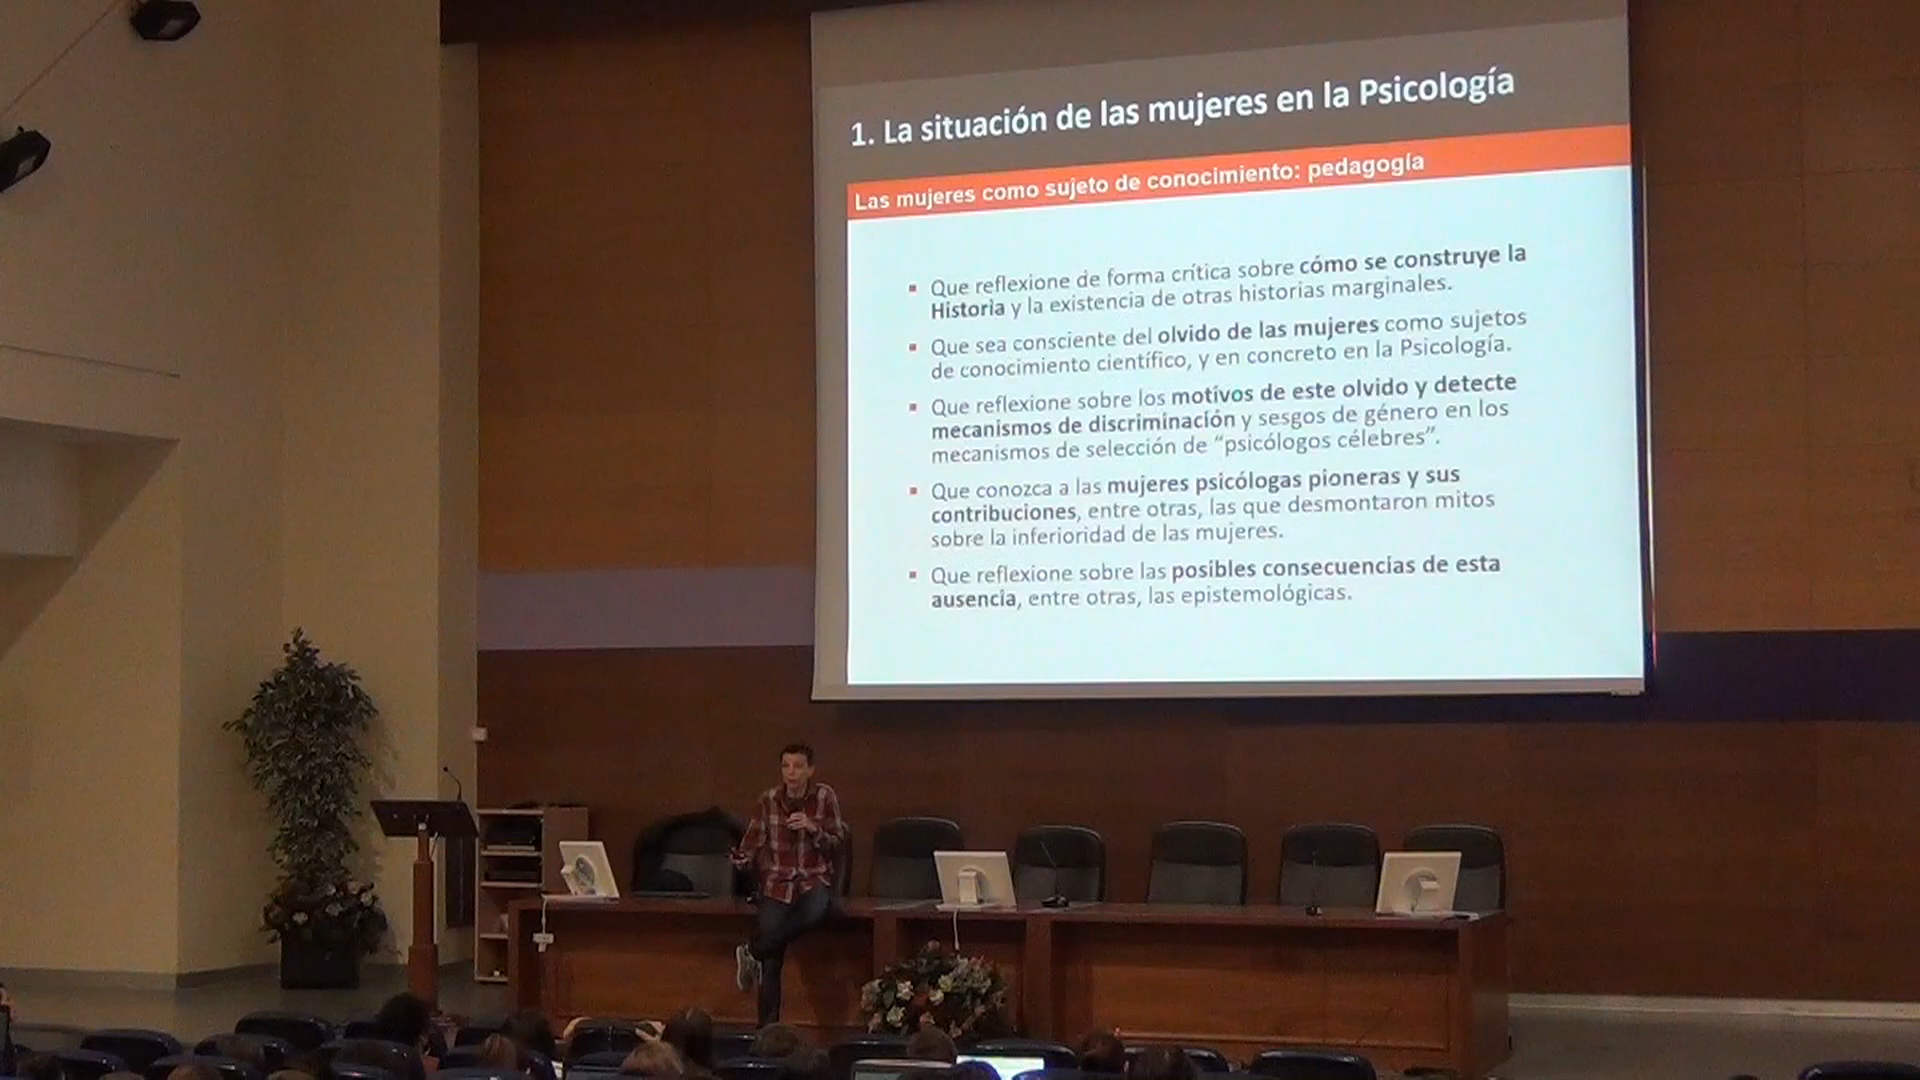 1. La situación de las mujeres en la Psicología
Las mujeres como sujeto de conocimiento: pedagogía
▪ Que reflexione de forma crítica sobre cómo se construye la
Historia y la existencia de otras historias marginales.
▪ Que sea consciente del olvido de las mujeres como sujetos
de conocimiento científico, y en concreto en la Psicología.
▪ Que reflexione sobre los motivos de este olvido y detecte
mecanismos de discriminación y sesgos de género en los
mecanismos de selección de “psicólogos célebres”.
▪ Que conozca a las mujeres psicólogas pioneras y sus
contribuciones, entre otras, las que desmontaron mitos
sobre la inferioridad de las mujeres.
▪ Que reflexione sobre las posibles consecuencias de esta
ausencia, entre otras, las epistemológicas.